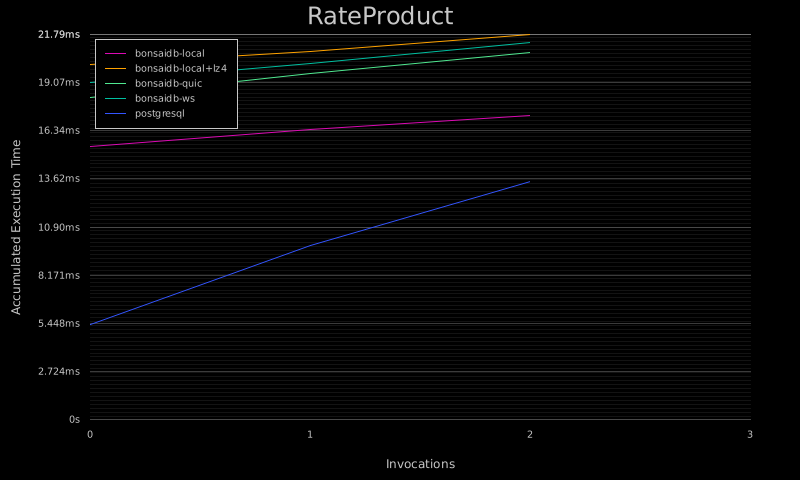 RateProduct
21.79ms
19.07ms
16.34ms
13.62ms
10.90ms
8.171ms
5.448ms
2.724ms
0s
bonsaidb-local
bonsaidb-local+lz4
bonsaidb-quic
bonsaidb-ws
postgresql
Accumulated Execution Time
0 1 2 3
Invocations